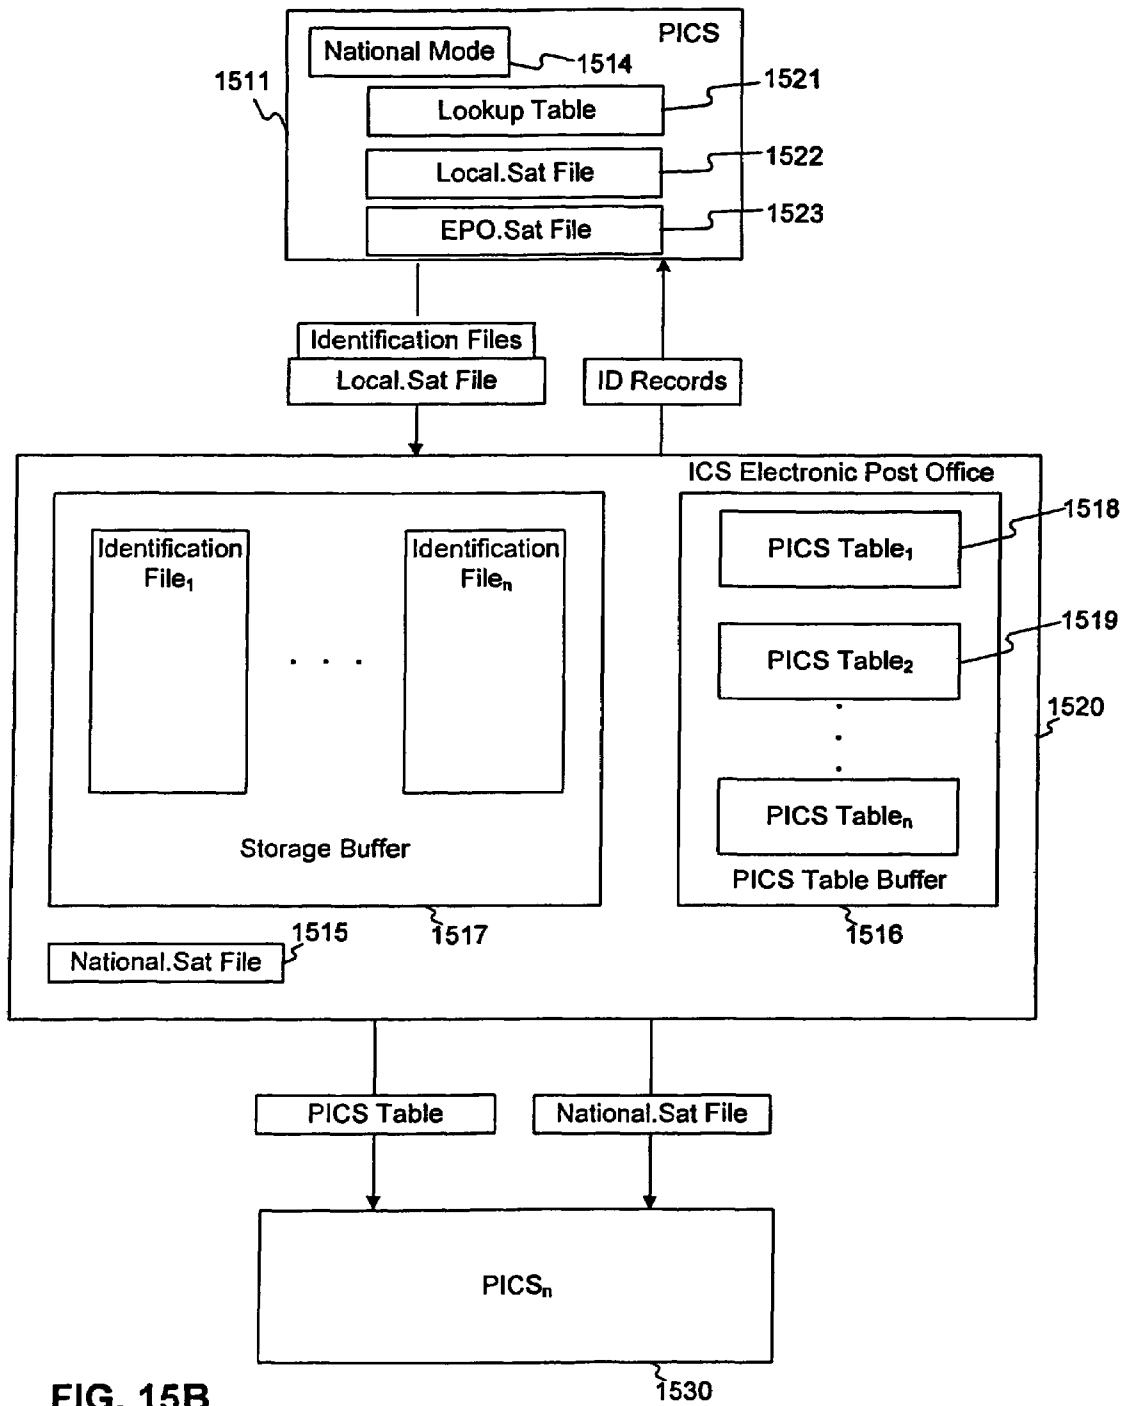 PICS
National Mode
1514
1511
1521
Lookup Table
1522
Local.Sat File
1523
EPO.Sat File
Identification Files
Local.Sat File
ID Records
ICS Electronic Post Office
1518
Identification
File₁
Identification
Fileₙ
PICS Table₁
1519
PICS Table₂
. . .
1520
.
.
.
PICS Tableₙ
Storage Buffer
PICS Table Buffer
1515
1517
1516
National.Sat File
PICS Table
National.Sat File
PICSₙ
1530
FIG. 15B